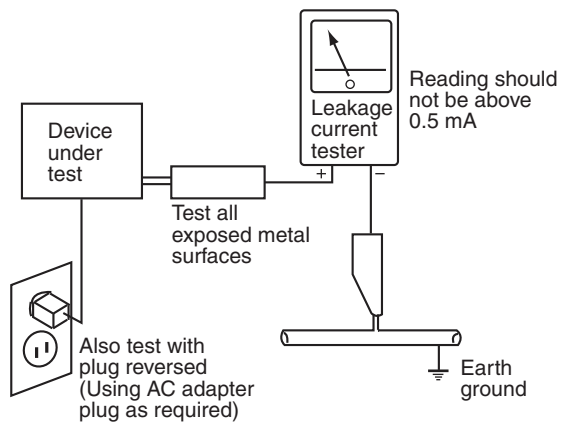 Device
under
test
Leakage
current
tester
+
−
Reading should
not be above
0.5 mA
Test all
exposed metal
surfaces
Also test with
plug reversed
(Using AC adapter
plug as required)
Earth
ground